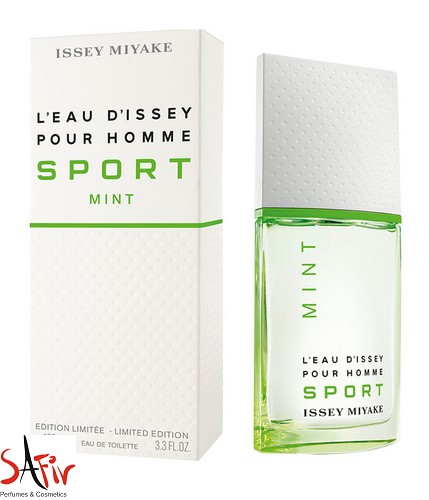 ISSEY MIYAKE
L'EAU D'ISSEY
POUR HOMME
SPORT
MINT
EDITION LIMITÉE - LIMITED EDITION
EAU DE TOILETTE 3.3 FL.OZ.
MINT
L'EAU D'ISSEY
POUR HOMME
SPORT
ISSEY MIYAKE
SAFir
Perfumes & Cosmetics